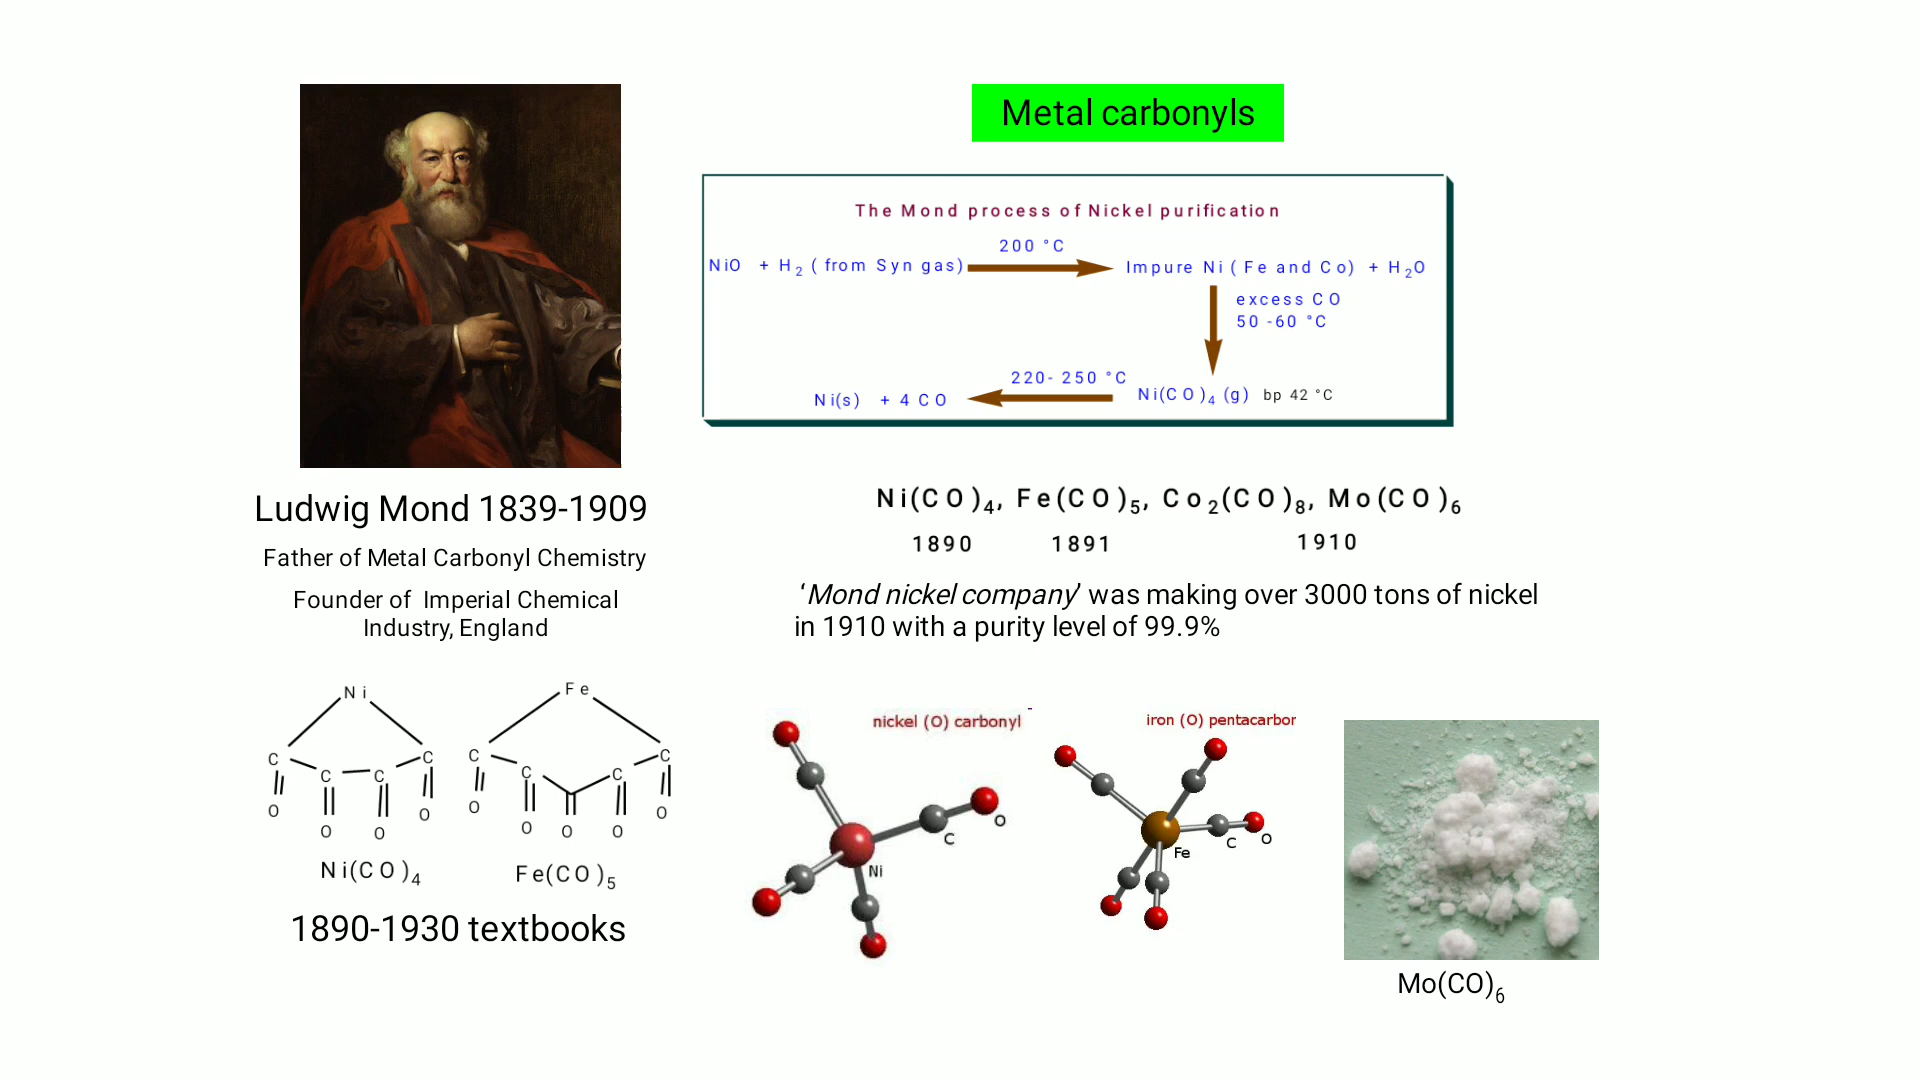 Metal carbonyls
The Mond process of Nickel purification
200 °C
NiO + H2 ( from Syn gas)
Impure Ni ( Fe and Co) + H2O
excess CO
50 -60 °C
220- 250 °C
Ni(s) + 4 CO
Ni(CO)4 (g) bp 42 °C
Ludwig Mond 1839-1909
Father of Metal Carbonyl Chemistry
Founder of Imperial Chemical
Industry, England
Ni(CO)4, Fe(CO)5, Co2(CO)8, Mo(CO)6
1890 1891 1910
‘Mond nickel company’ was making over 3000 tons of nickel
in 1910 with a purity level of 99.9%
Ni
C C C C
O O O O
Ni(CO)4
Fe
C C C C
O O O O O
Fe(CO)5
1890-1930 textbooks
nickel (O) carbonyl
O
C
Ni
iron (O) pentacarbor
Fe
C
O
Mo(CO)6